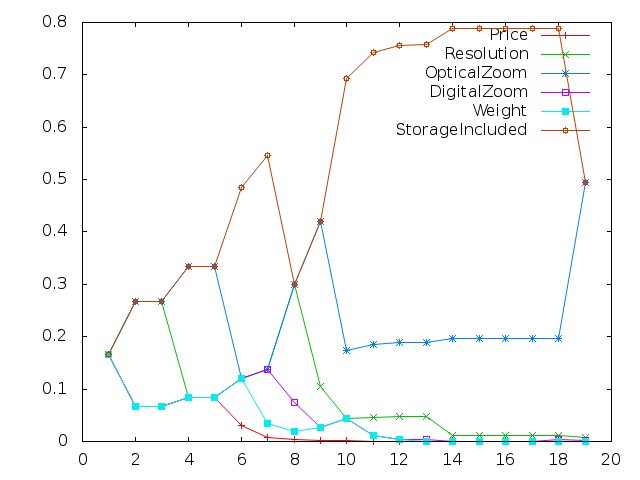 0.8
0.7
0.6
0.5
0.4
0.3
0.2
0.1
0
0 2 4 6 8 10 12 14 16 18 20
Price
Resolution
OpticalZoom
DigitalZoom
Weight
StorageIncluded